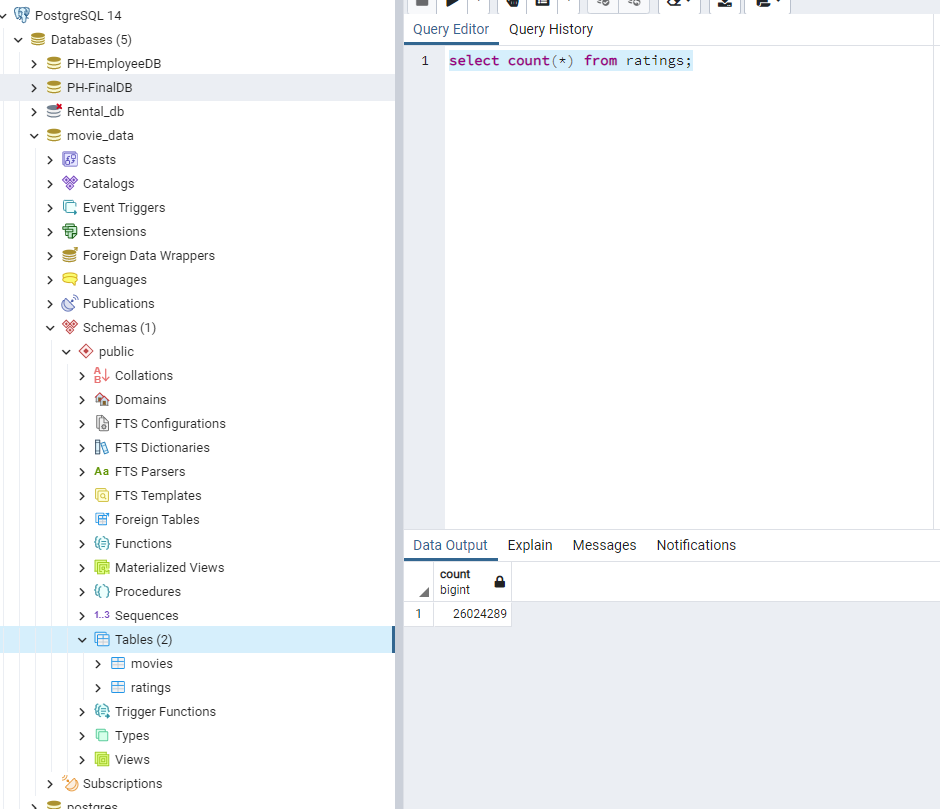 PostgreSQL 14
Databases (5)
PH-EmployeeDB
PH-FinalDB
Rental_db
movie_data
Casts
Catalogs
Event Triggers
Extensions
Foreign Data Wrappers
Languages
Publications
Schemas (1)
public
Collations
Domains
FTS Configurations
FTS Dictionaries
Aa FTS Parsers
FTS Templates
Foreign Tables
Functions
Materialized Views
Procedures
1..3 Sequences
Tables (2)
movies
ratings
Trigger Functions
Types
Views
Subscriptions
postgres
Query Editor Query History
1 select count(*) from ratings;
Data Output Explain Messages Notifications
count
bigint
1 26024289